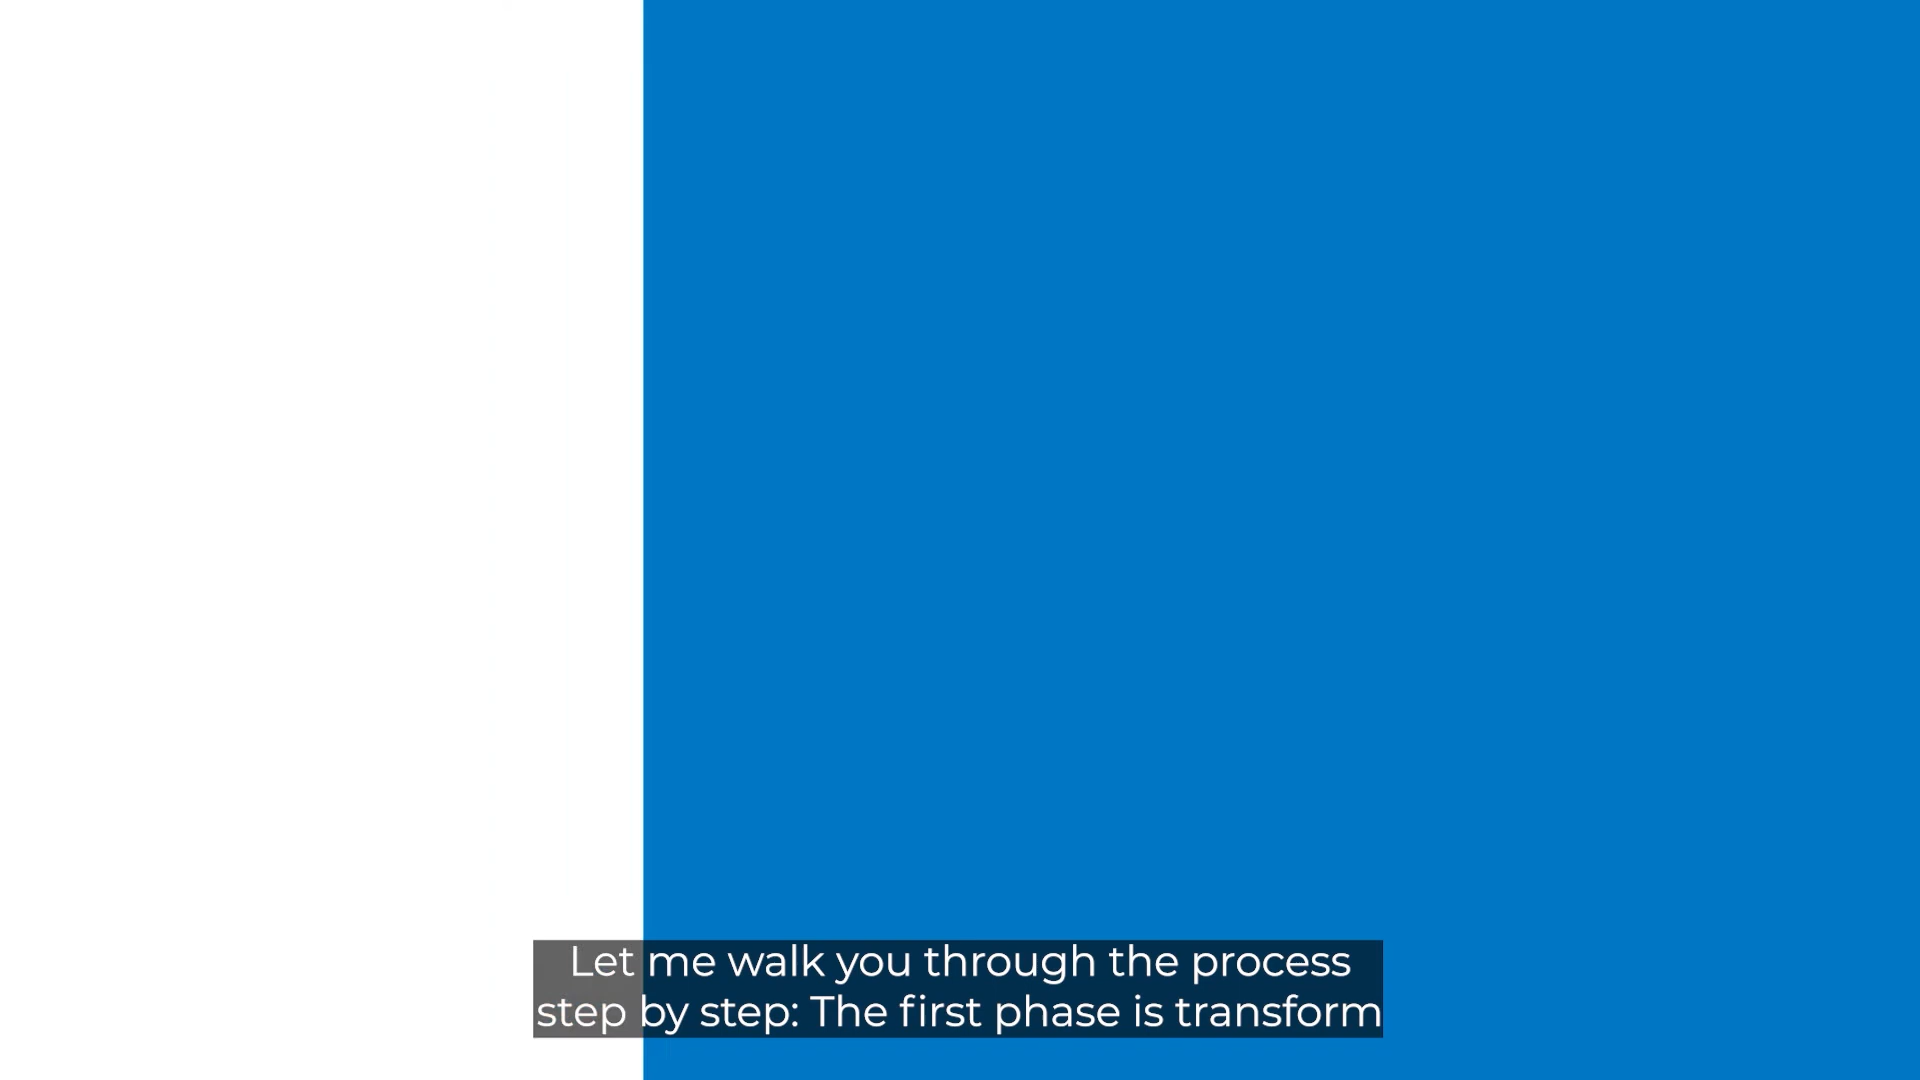 Let me walk you through the process
step by step: The first phase is transform